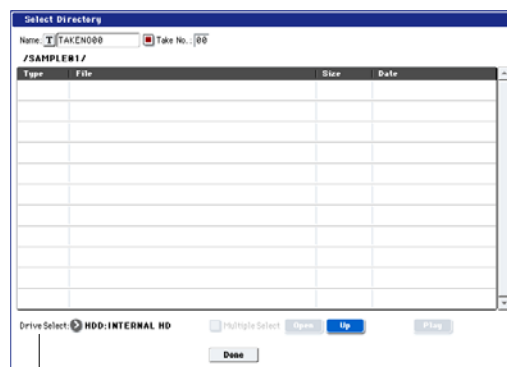 Select Directory
Name: T TAKENO00 Take No.: 00
/SAMPLE01/
Type File Size Date
Drive Select: HDD:INTERNAL HD Multiple Select Open Up Play
Done